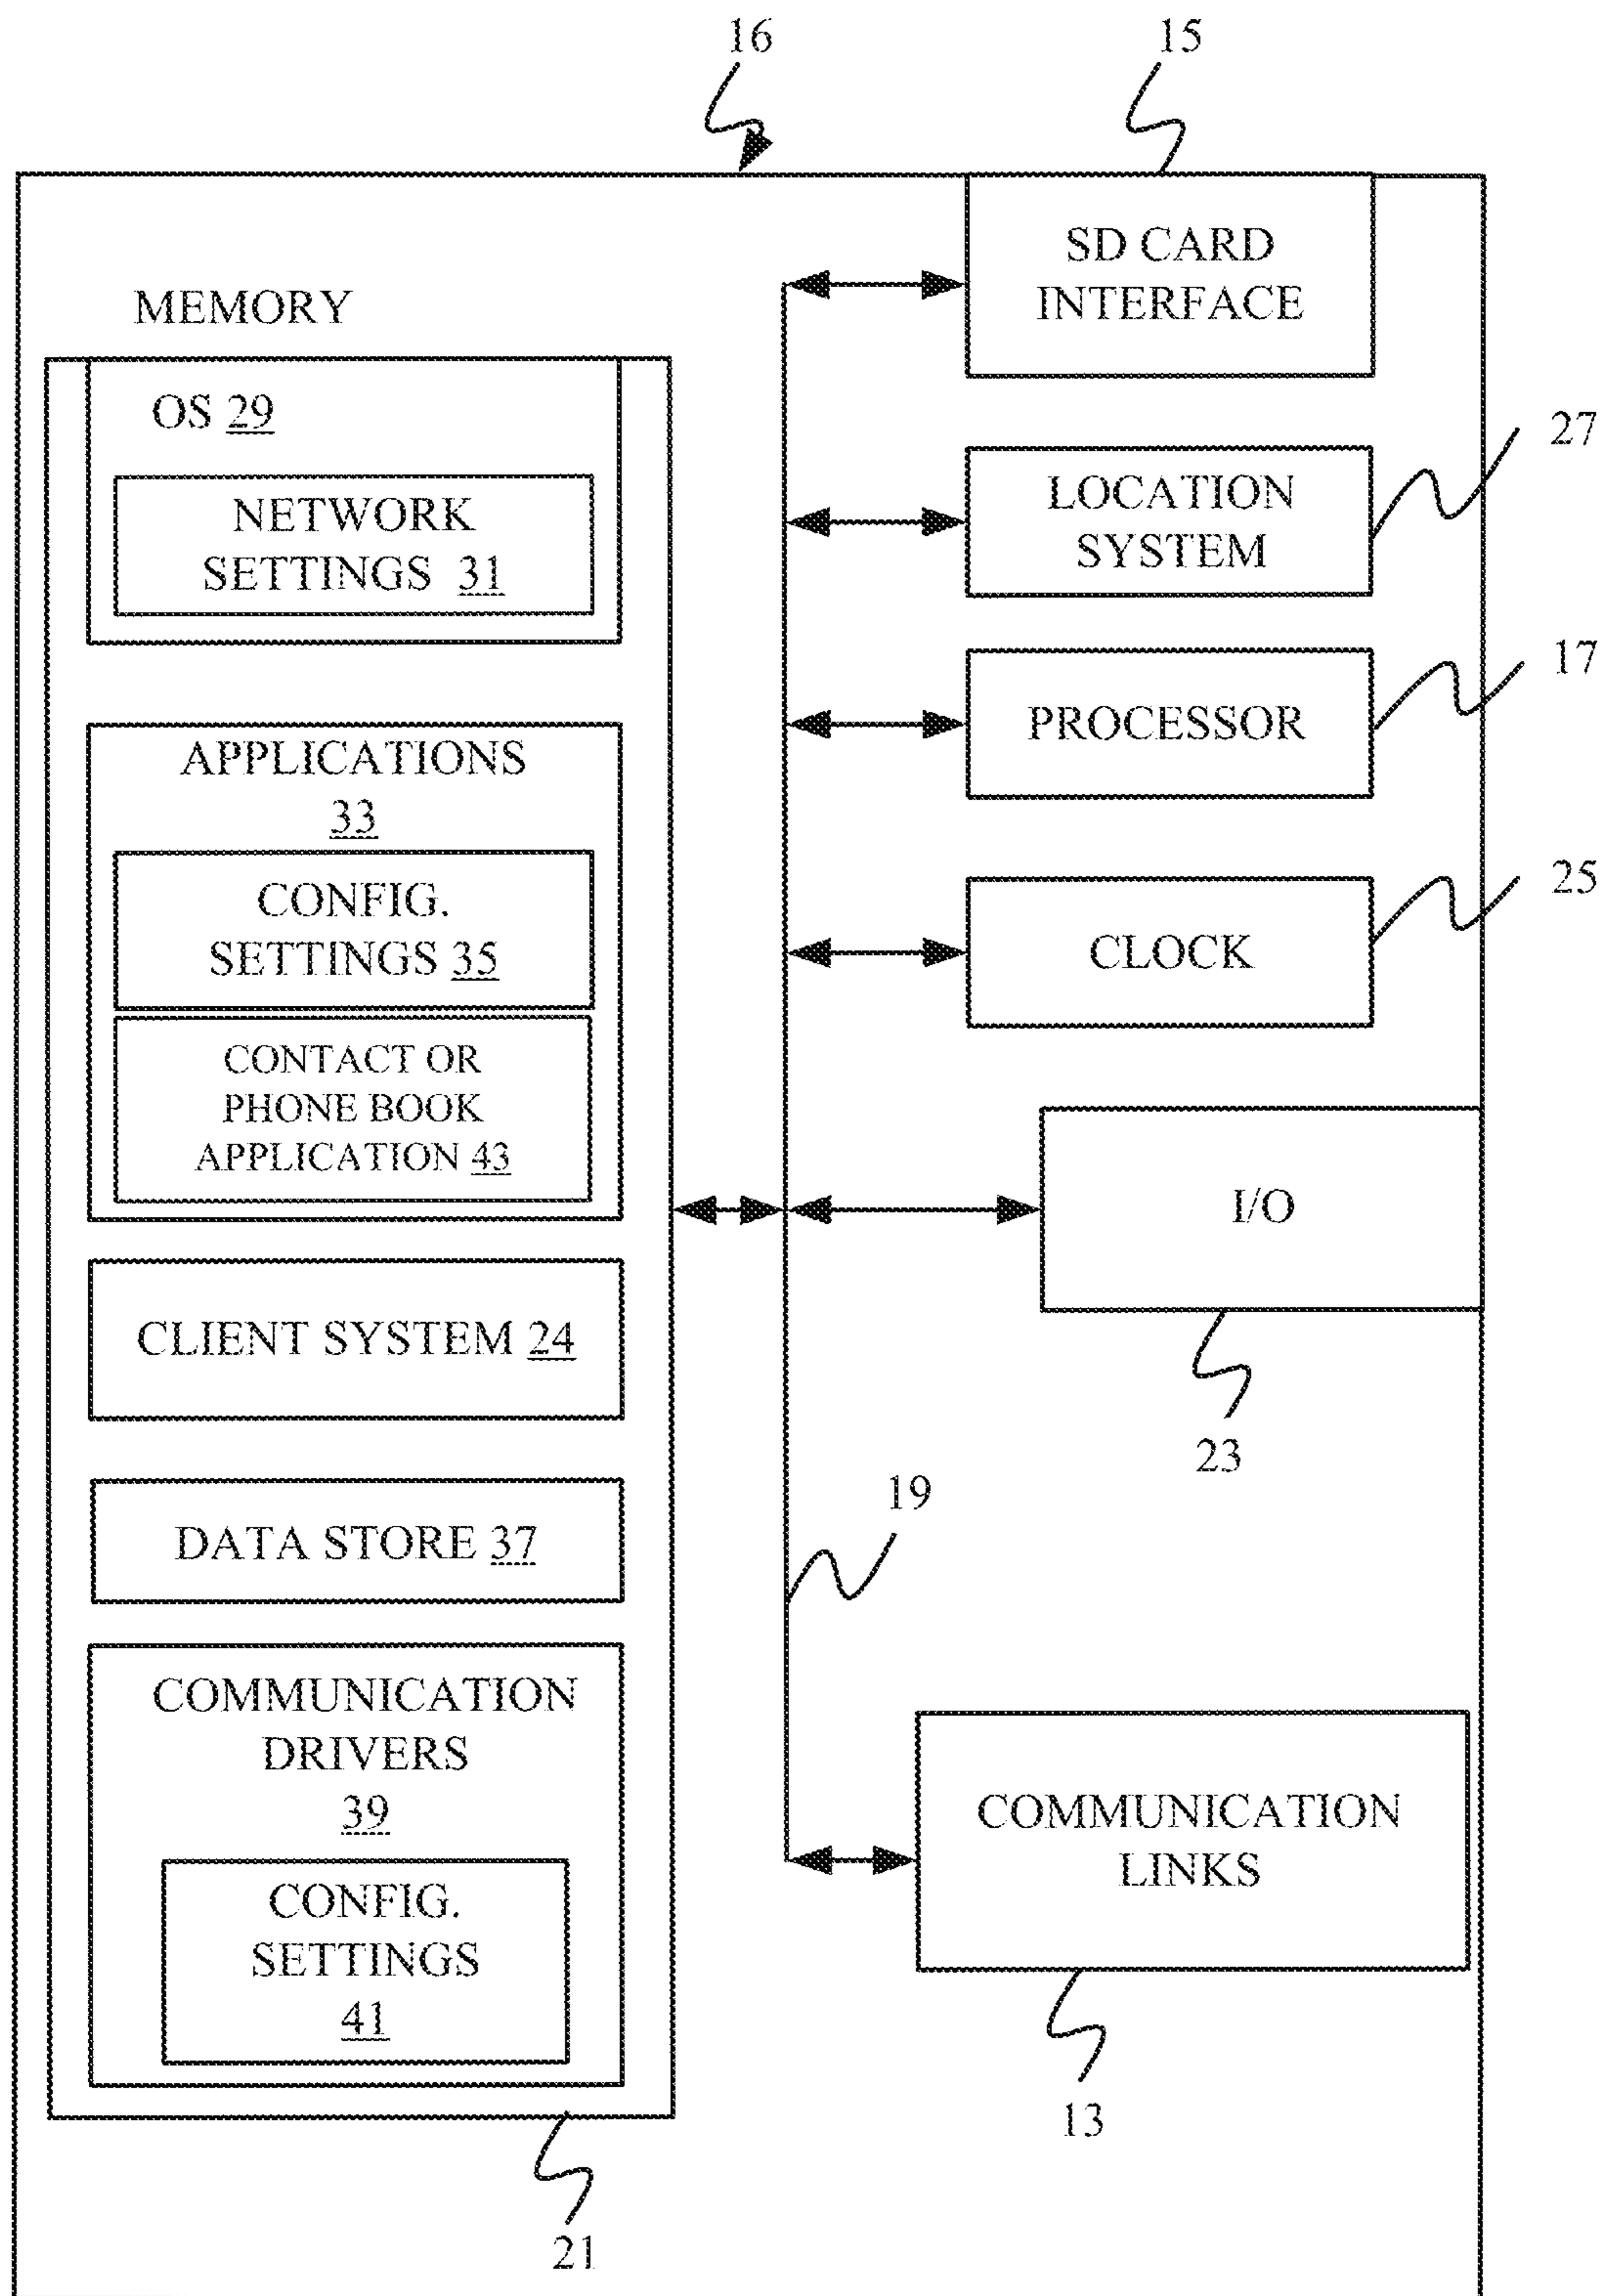 16
15
SD CARD
INTERFACE
MEMORY
OS 29
NETWORK
SETTINGS 31
27
LOCATION
SYSTEM
17
PROCESSOR
APPLICATIONS
33
CONFIG.
SETTINGS 35
25
CLOCK
CONTACT OR
PHONE BOOK
APPLICATION 43
I/O
23
CLIENT SYSTEM 24
19
DATA STORE 37
COMMUNICATION
DRIVERS
39
CONFIG.
SETTINGS
41
COMMUNICATION
LINKS
13
21